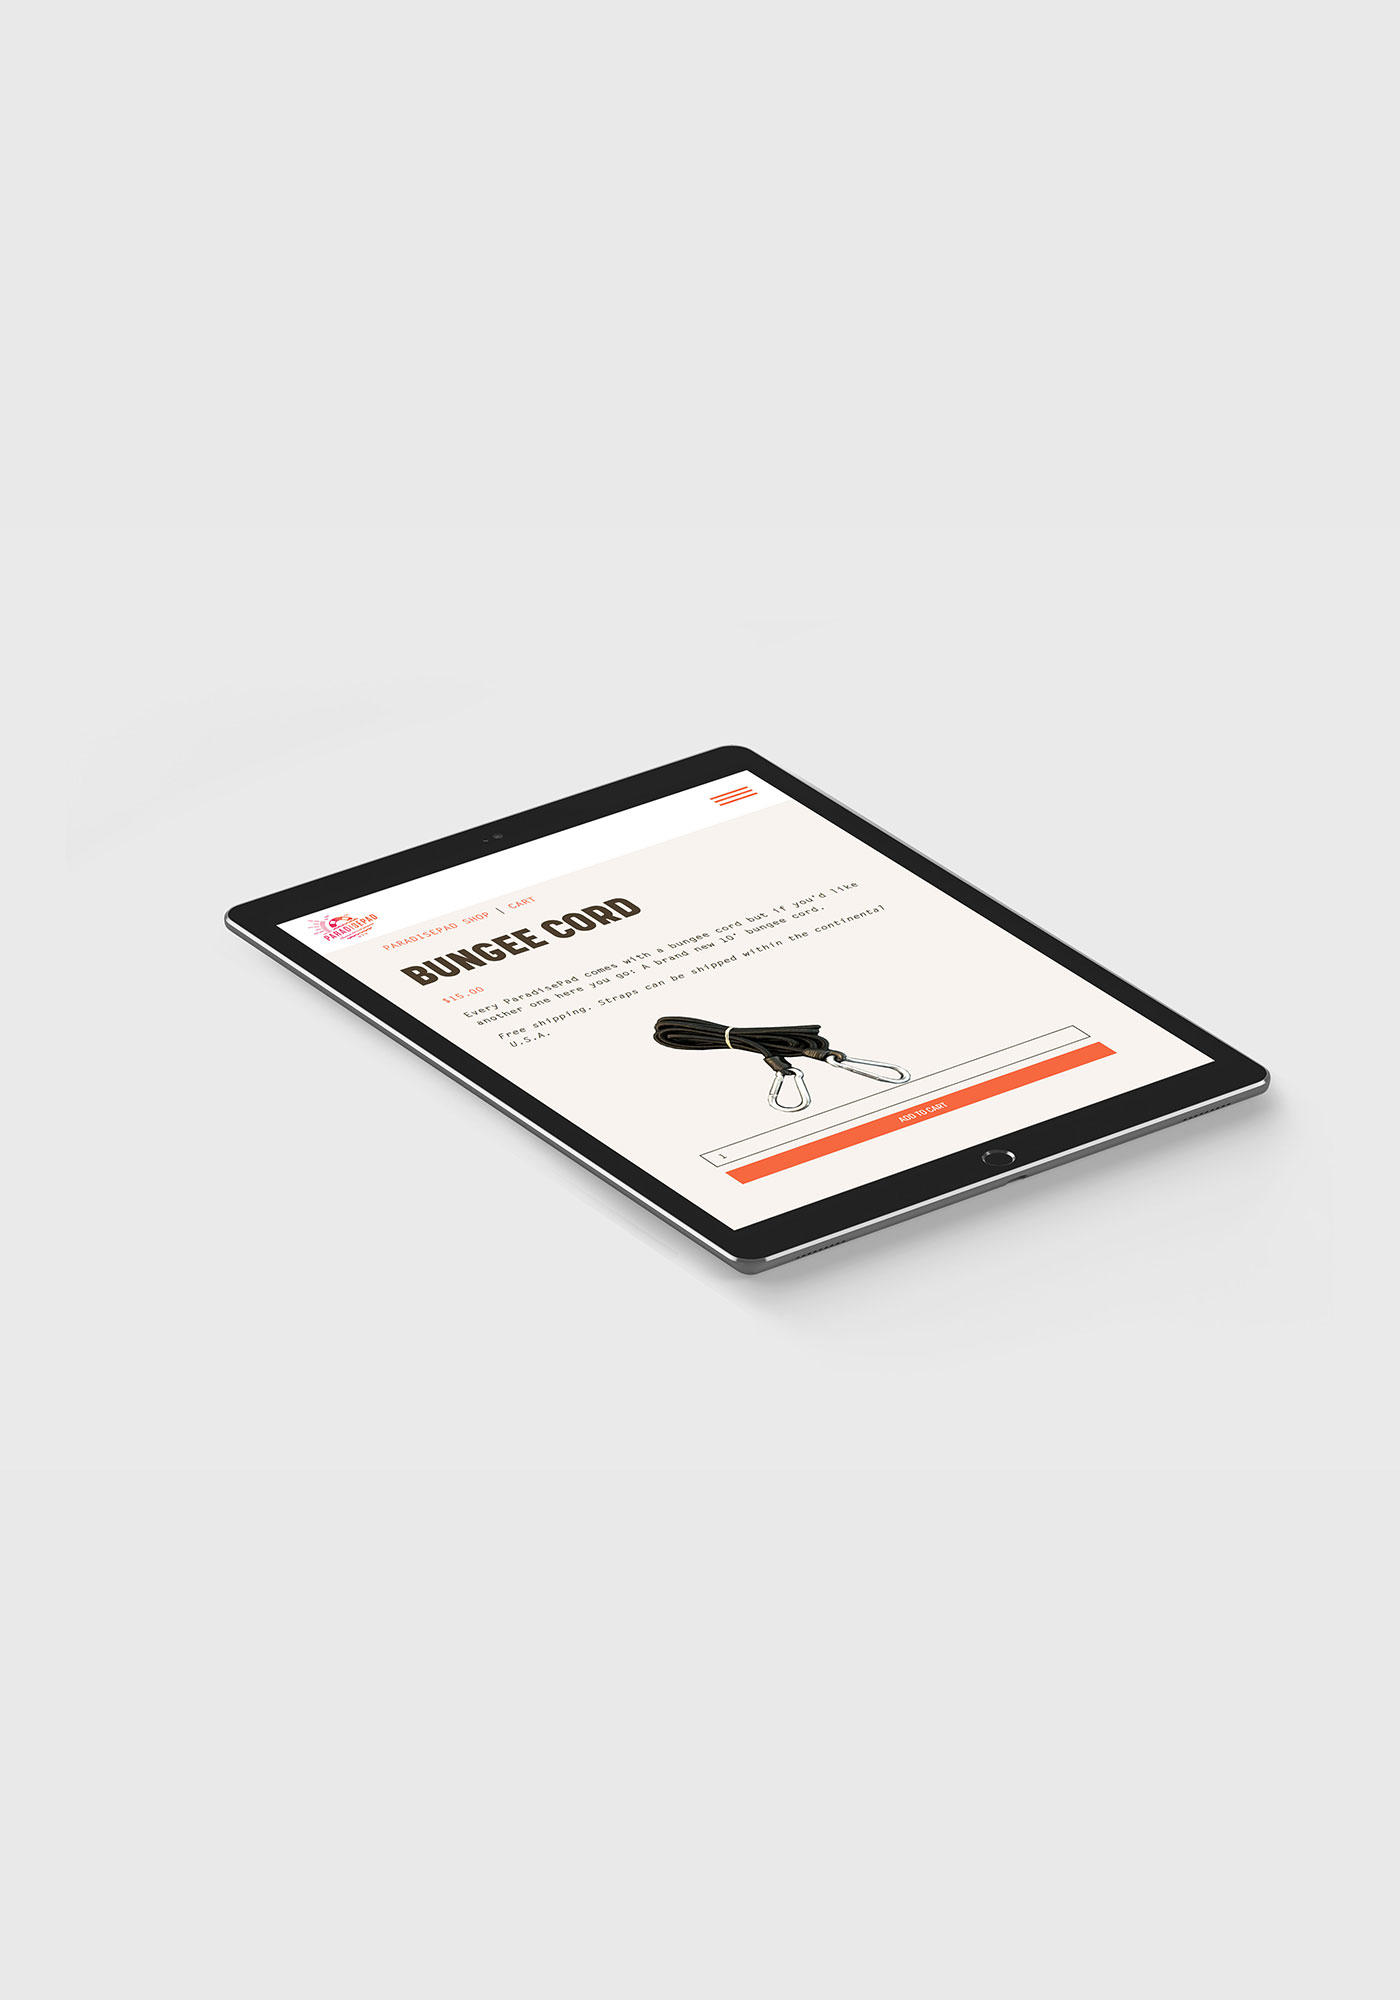 PARADISEPAD
PARADISEPAD SHOP | CART
BUNGEE CORD
$15.00
Every ParadisePad comes with a bungee cord but if you'd like
another one here you go: A brand new 10' bungee cord.
Free shipping. Straps can be shipped within the continental
U.S.A.
1
ADD TO CART